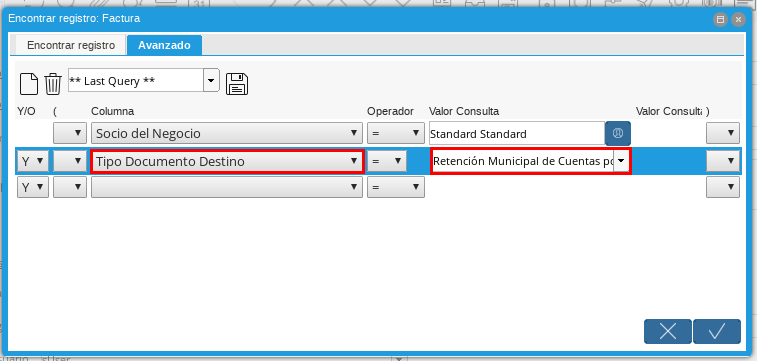 Encontrar registro: Factura
Encontrar registro Avanzado
** Last Query **
Y/O ( Columna Operador Valor Consulta Valor Consulta )
Socio del Negocio = Standard Standard
Y Tipo Documento Destino = Retención Municipal de Cuentas po
Y =